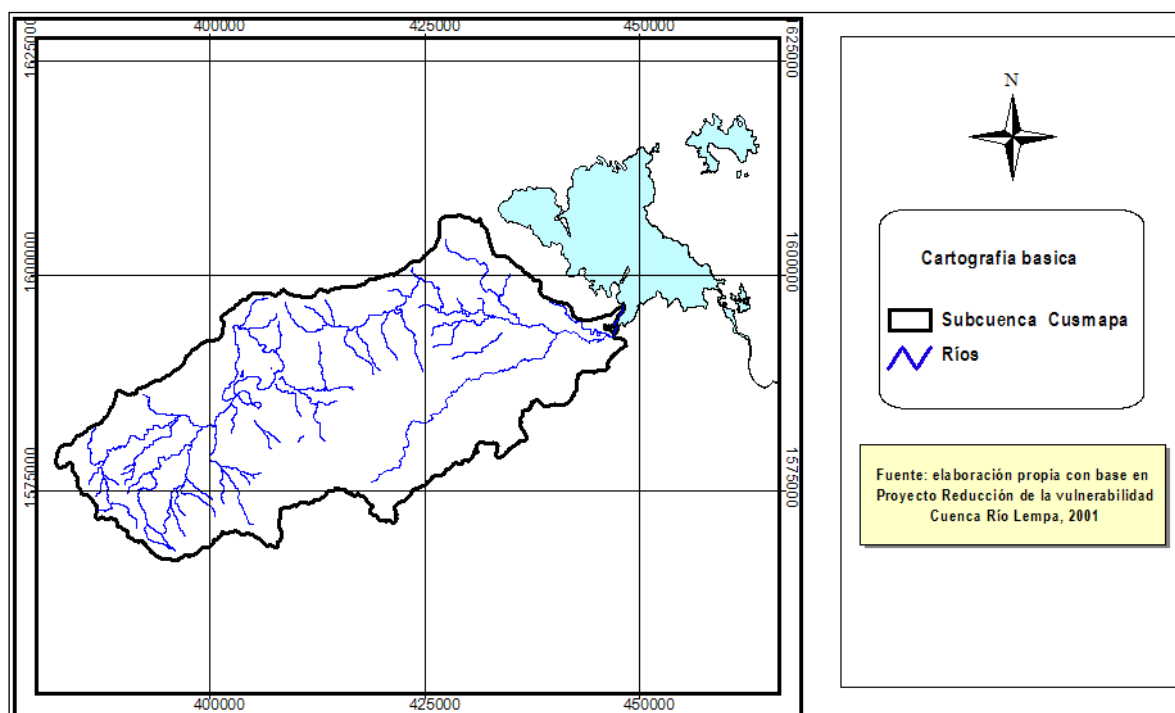 400000 425000 450000
1625000 1625000
1600000 1600000
1575000 1575000
400000 425000 450000
N
Cartografia basica
Subcuenca Cusmapa
Ríos
Fuente: elaboración propia con base en
Proyecto Reducción de la vulnerabilidad
Cuenca Río Lempa, 2001